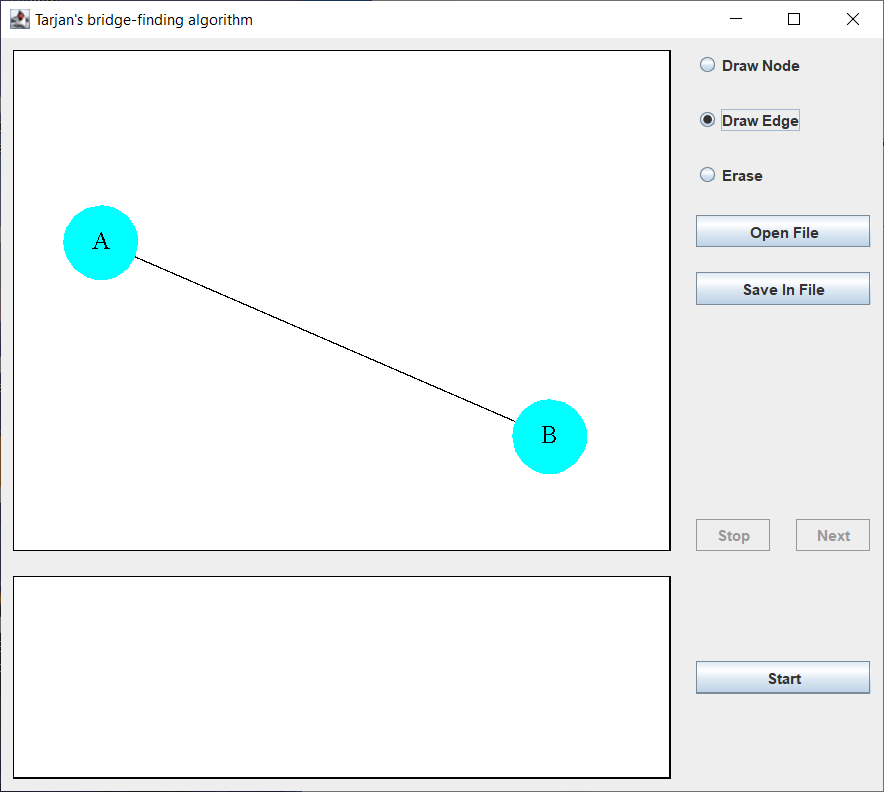 Tarjan's bridge-finding algorithm
Draw Node
Draw Edge
Erase
A
Open File
Save In File
B
Stop
Next
Start